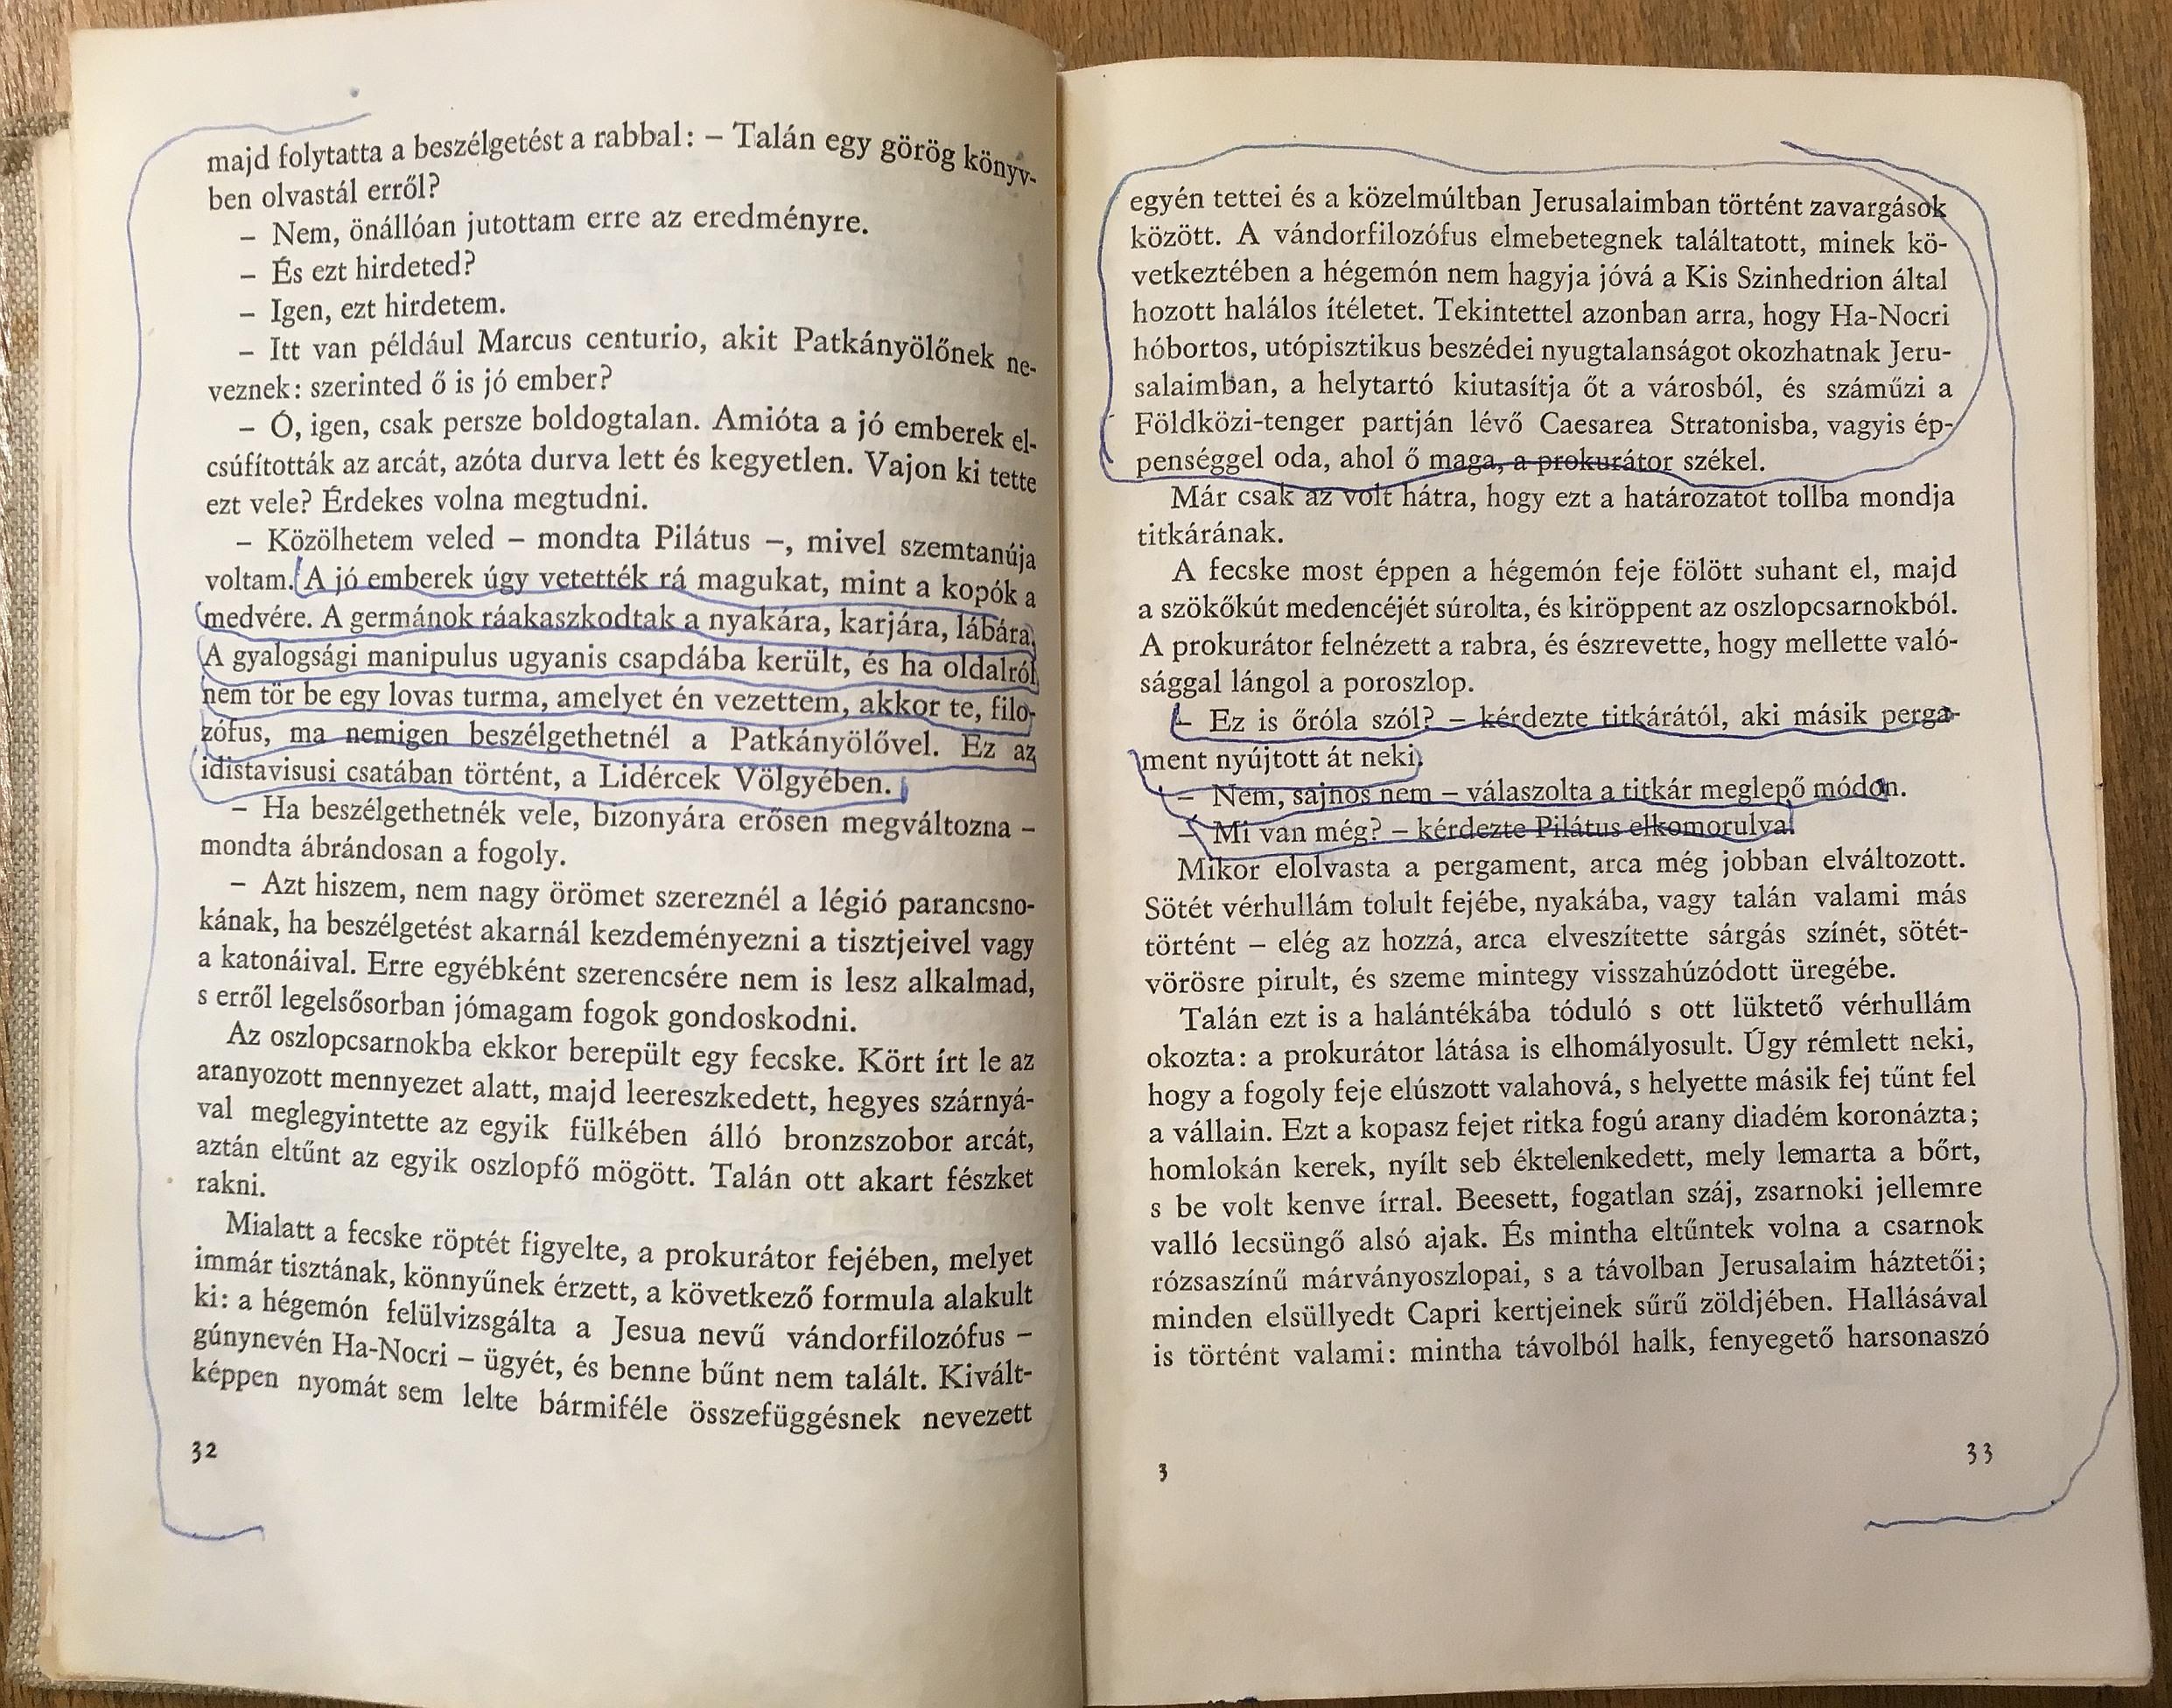 majd folytatta a beszélgetést a rabbal: – Talán egy görög könyv-
ben olvastál erről?
– Nem, önállóan jutottam erre az eredményre.
– És ezt hirdeted?
– Igen, ezt hirdetem.
– Itt van például Marcus centurio, akit Patkányölőnek ne-
veznek: szerinted ő is jó ember?
– Ó, igen, csak persze boldogtalan. Amióta a jó emberek el-
csúfították az arcát, azóta durva lett és kegyetlen. Vajon ki tette
ezt vele? Érdekes volna megtudni.
– Közölhetem veled – mondta Pilátus –, mivel szemtanúja
voltam. A jó emberek úgy vetették rá magukat, mint a kopók a
medvére. A germánok ráakaszkodtak a nyakára, karjára, lábára.
A gyalogsági manipulus ugyanis csapdába került, és ha oldalról
nem tör be egy lovas turma, amelyet én vezettem, akkor te, filo-
zófus, ma nemigen beszélgethetnél a Patkányölővel. Ez az
idistavisusi csatában történt, a Lidércek Völgyében.
– Ha beszélgethetnék vele, bizonyára erősen megváltozna –
mondta ábrándosan a fogoly.
– Azt hiszem, nem nagy örömet szereznél a légió parancsno-
kának, ha beszélgetést akarnál kezdeményezni a tisztjeivel vagy
a katonáival. Erre egyébként szerencsére nem is lesz alkalmad,
s erről legelsősorban jómagam fogok gondoskodni.
Az oszlopcsarnokba ekkor berepült egy fecske. Kört írt le az
aranyozott mennyezet alatt, majd leereszkedett, hegyes szárnyá-
val meglegyintette az egyik fülkében álló bronzszobor arcát,
aztán eltűnt az egyik oszlopfő mögött. Talán ott akart fészket
rakni.
Mialatt a fecske röptét figyelte, a prokurátor fejében, melyet
immár tisztának, könnyűnek érzett, a következő formula alakult
ki: a hégemón felülvizsgálta a Jesua nevű vándorfilozófus –
gúnynevén Ha-Nocri – ügyét, és benne bűnt nem talált. Kivált-
képpen nyomát sem lelte bármiféle összefüggésnek nevezett
32
egyén tettei és a közelmúltban Jerusalaimban történt zavargások
között. A vándorfilozófus elmebetegnek találtatott, minek kö-
vetkeztében a hégemón nem hagyja jóvá a Kis Szinhedrion által
hozott halálos ítéletet. Tekintettel azonban arra, hogy Ha-Nocri
hóbortos, utópisztikus beszédei nyugtalanságot okozhatnak Jeru-
salaimban, a helytartó kiutasítja őt a városból, és száműzi a
Földközi-tenger partján lévő Caesarea Stratonisba, vagyis ép-
penséggel oda, ahol ő maga, a prokurátor székel.
Már csak az volt hátra, hogy ezt a határozatot tollba mondja
titkárának.
A fecske most éppen a hégemón feje fölött suhant el, majd
a szökőkút medencéjét súrolta, és kiröppent az oszlopcsarnokból.
A prokurátor felnézett a rabra, és észrevette, hogy mellette való-
sággal lángol a poroszlop.
– Ez is őróla szól? – kérdezte titkárától, aki másik perga-
ment nyújtott át neki.
– Nem, sajnos nem – válaszolta a titkár meglepő módon.
– Mi van még? – kérdezte Pilátus elkomorulva.
Mikor elolvasta a pergament, arca még jobban elváltozott.
Sötét vérhullám tolult fejébe, nyakába, vagy talán valami más
történt – elég az hozzá, arca elveszítette sárgás színét, sötét-
vörösre pirult, és szeme mintegy visszahúzódott üregébe.
Talán ezt is a halántékába tóduló s ott lüktető vérhullám
okozta: a prokurátor látása is elhomályosult. Úgy rémlett neki,
hogy a fogoly feje elúszott valahová, s helyette másik fej tűnt fel
a vállain. Ezt a kopasz fejet ritka fogú arany diadém koronázta;
homlokán kerek, nyílt seb éktelenkedett, mely lemarta a bőrt,
s be volt kenve írral. Beesett, fogatlan száj, zsarnoki jellemre
valló lecsüngő alsó ajak. És mintha eltűntek volna a csarnok
rózsaszínű márványoszlopai, s a távolban Jerusalaim háztetői;
minden elsüllyedt Capri kertjeinek sűrű zöldjében. Hallásával
is történt valami: mintha távolból halk, fenyegető harsonaszó
3
33